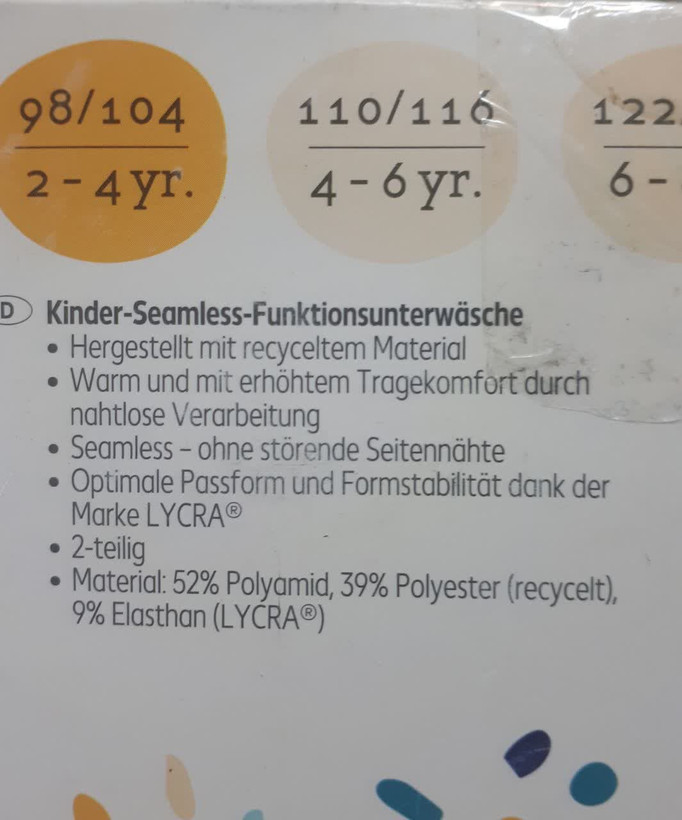 98/104
2 - 4 yr.
110/116
4 - 6 yr.
122
6 -
D Kinder-Seamless-Funktionsunterwäsche
• Hergestellt mit recyceltem Material
• Warm und mit erhöhtem Tragekomfort durch
nahtlose Verarbeitung
• Seamless – ohne störende Seitennähte
• Optimale Passform und Formstabilität dank der
Marke LYCRA®
• 2-teilig
• Material: 52% Polyamid, 39% Polyester (recycelt),
9% Elasthan (LYCRA®)